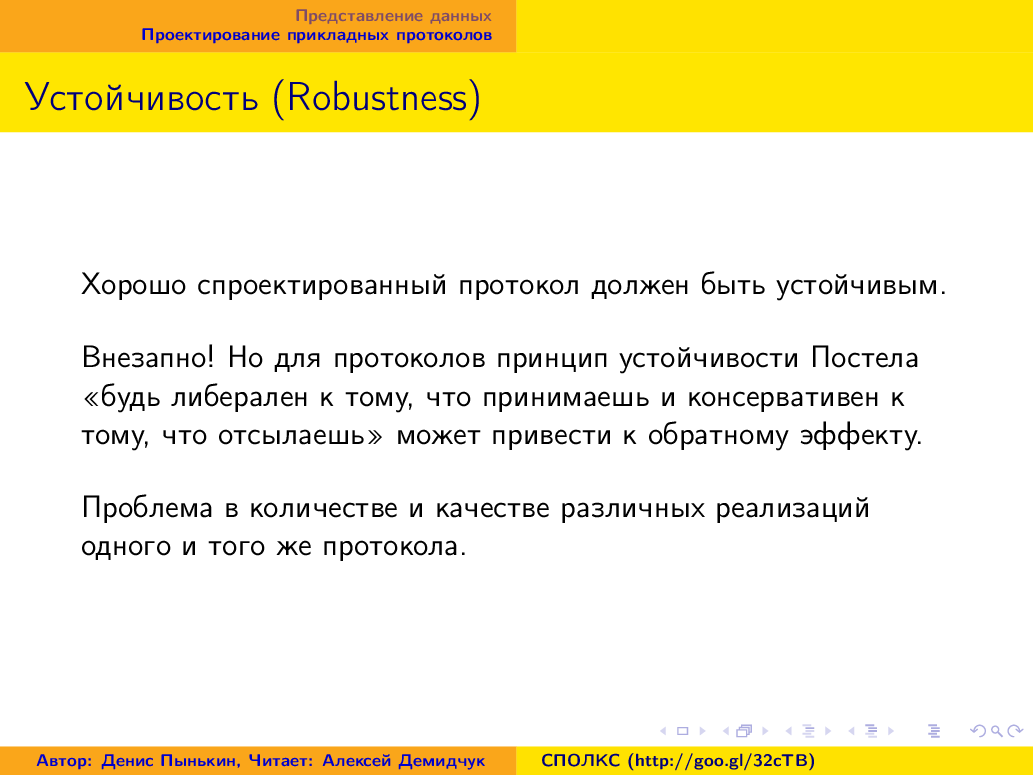 Представление данных
Проектирование прикладных протоколов
Устойчивость (Robustness)
Хорошо спроектированный протокол должен быть устойчивым.
Внезапно! Но для протоколов принцип устойчивости Постела
«будь либерален к тому, что принимаешь и консервативен к
тому, что отсылаешь» может привести к обратному эффекту.
Проблема в количестве и качестве различных реализаций
одного и того же протокола.
Автор: Денис Пынькин, Читает: Алексей Демидчук
СПОЛКС (http://goo.gl/32cTB)